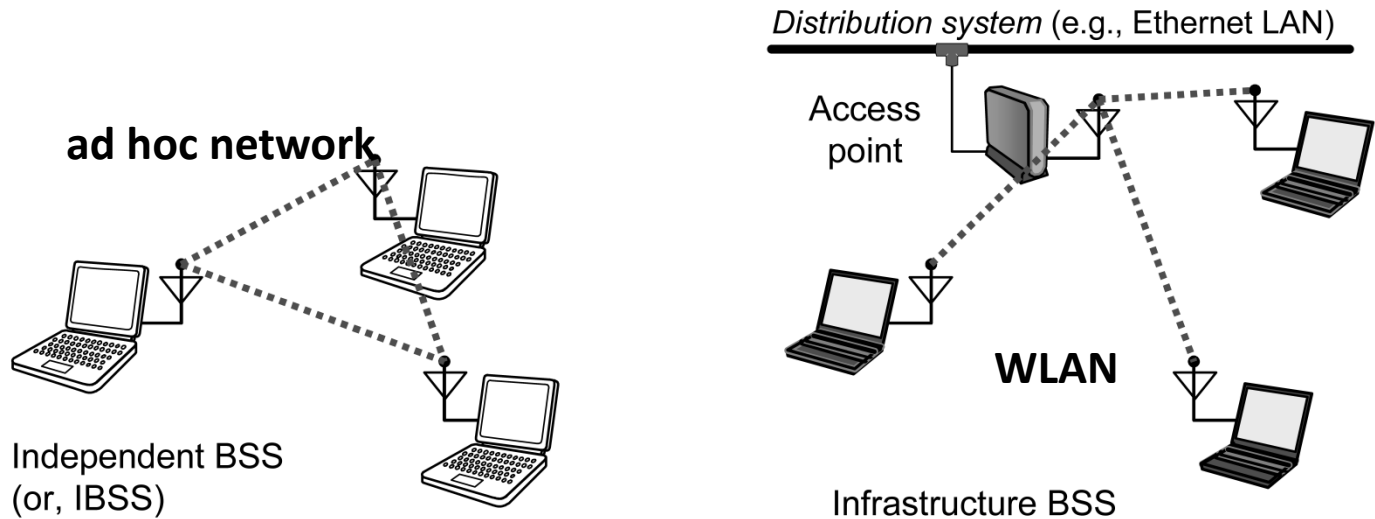 Distribution system (e.g., Ethernet LAN)
Access
point
ad hoc network
WLAN
Independent BSS
(or, IBSS)
Infrastructure BSS